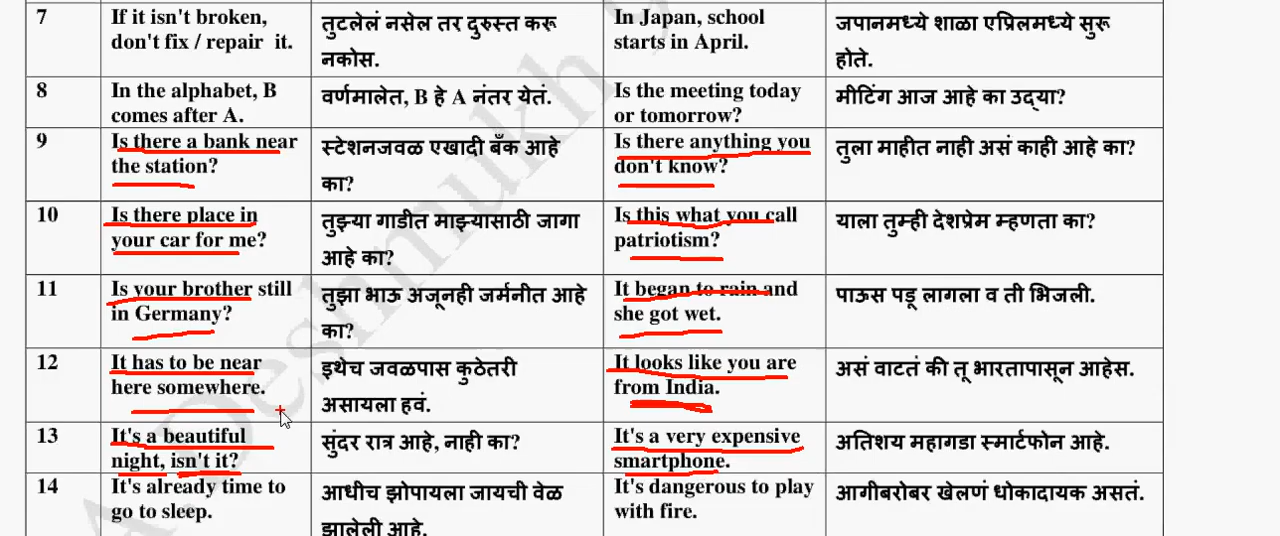 7
If it isn't broken,
don't fix / repair it.
तुटलेलं नसेल तर दुरुस्त करू
नकोस.
In Japan, school
starts in April.
जपानमध्ये शाळा एप्रिलमध्ये सुरू
होते.
8
In the alphabet, B
comes after A.
वर्णमालेत, B हे A नंतर येतं.
Is the meeting today
or tomorrow?
मीटिंग आज आहे का उद्या?
9
Is there a bank near
the station?
स्टेशनजवळ एखादी बँक आहे
का?
Is there anything you
don't know?
तुला माहीत नाही असं काही आहे का?
10
Is there place in
your car for me?
तुझ्या गाडीत माझ्यासाठी जागा
आहे का?
Is this what you call
patriotism?
याला तुम्ही देशप्रेम म्हणता का?
11
Is your brother still
in Germany?
तुझा भाऊ अजूनही जर्मनीत आहे
का?
It began to rain and
she got wet.
पाऊस पडू लागला व ती भिजली.
12
It has to be near
here somewhere.
इथेच जवळपास कुठेतरी
असायला हवं.
It looks like you are
from India.
असं वाटतं की तू भारतापासून आहेस.
13
It's a beautiful
night, isn't it?
सुंदर रात्र आहे, नाही का?
It's a very expensive
smartphone.
अतिशय महागडा स्मार्टफोन आहे.
14
It's already time to
go to sleep.
आधीच झोपायला जायची वेळ
झालेली आहे.
It's dangerous to play
with fire.
आगीबरोबर खेळणं धोकादायक असतं.
A Deshmukh